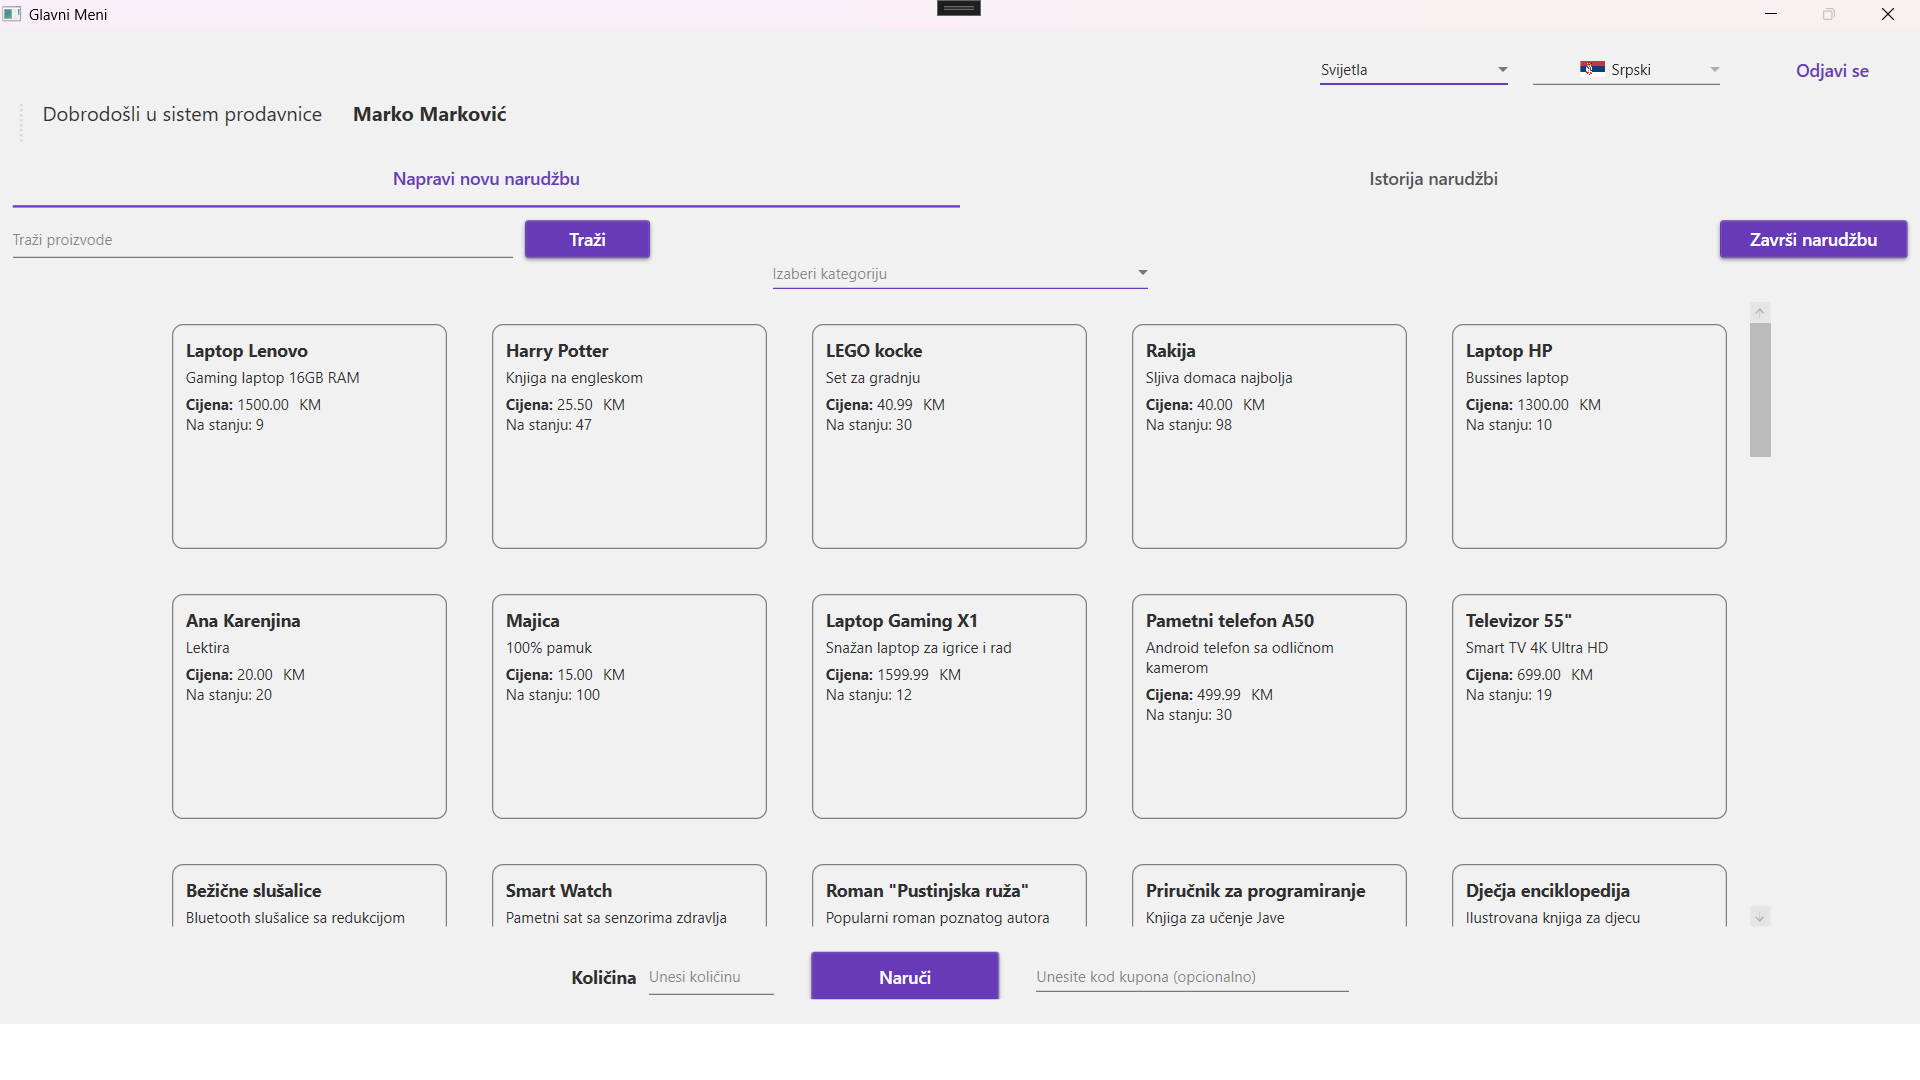 Glavni Meni
Svijetla
Srpski
Odjavi se
Dobrodošli u sistem prodavnice Marko Marković
Napravi novu narudžbu
Istorija narudžbi
Traži proizvode
Traži
Završi narudžbu
Izaberi kategoriju
Laptop Lenovo
Gaming laptop 16GB RAM
Cijena: 1500.00 KM
Na stanju: 9
Harry Potter
Knjiga na engleskom
Cijena: 25.50 KM
Na stanju: 47
LEGO kocke
Set za gradnju
Cijena: 40.99 KM
Na stanju: 30
Rakija
Sljiva domaca najbolja
Cijena: 40.00 KM
Na stanju: 98
Laptop HP
Bussines laptop
Cijena: 1300.00 KM
Na stanju: 10
Ana Karenjina
Lektira
Cijena: 20.00 KM
Na stanju: 20
Majica
100% pamuk
Cijena: 15.00 KM
Na stanju: 100
Laptop Gaming X1
Snažan laptop za igrice i rad
Cijena: 1599.99 KM
Na stanju: 12
Pametni telefon A50
Android telefon sa odličnom
kamerom
Cijena: 499.99 KM
Na stanju: 30
Televizor 55"
Smart TV 4K Ultra HD
Cijena: 699.00 KM
Na stanju: 19
Bežične slušalice
Bluetooth slušalice sa redukcijom
Smart Watch
Pametni sat sa senzorima zdravlja
Roman "Pustinjska ruža"
Popularni roman poznatog autora
Priručnik za programiranje
Knjiga za učenje Jave
Dječja enciklopedija
Ilustrovana knjiga za djecu
Količina
Unesi količinu
Naruči
Unesite kod kupona (opcionalno)